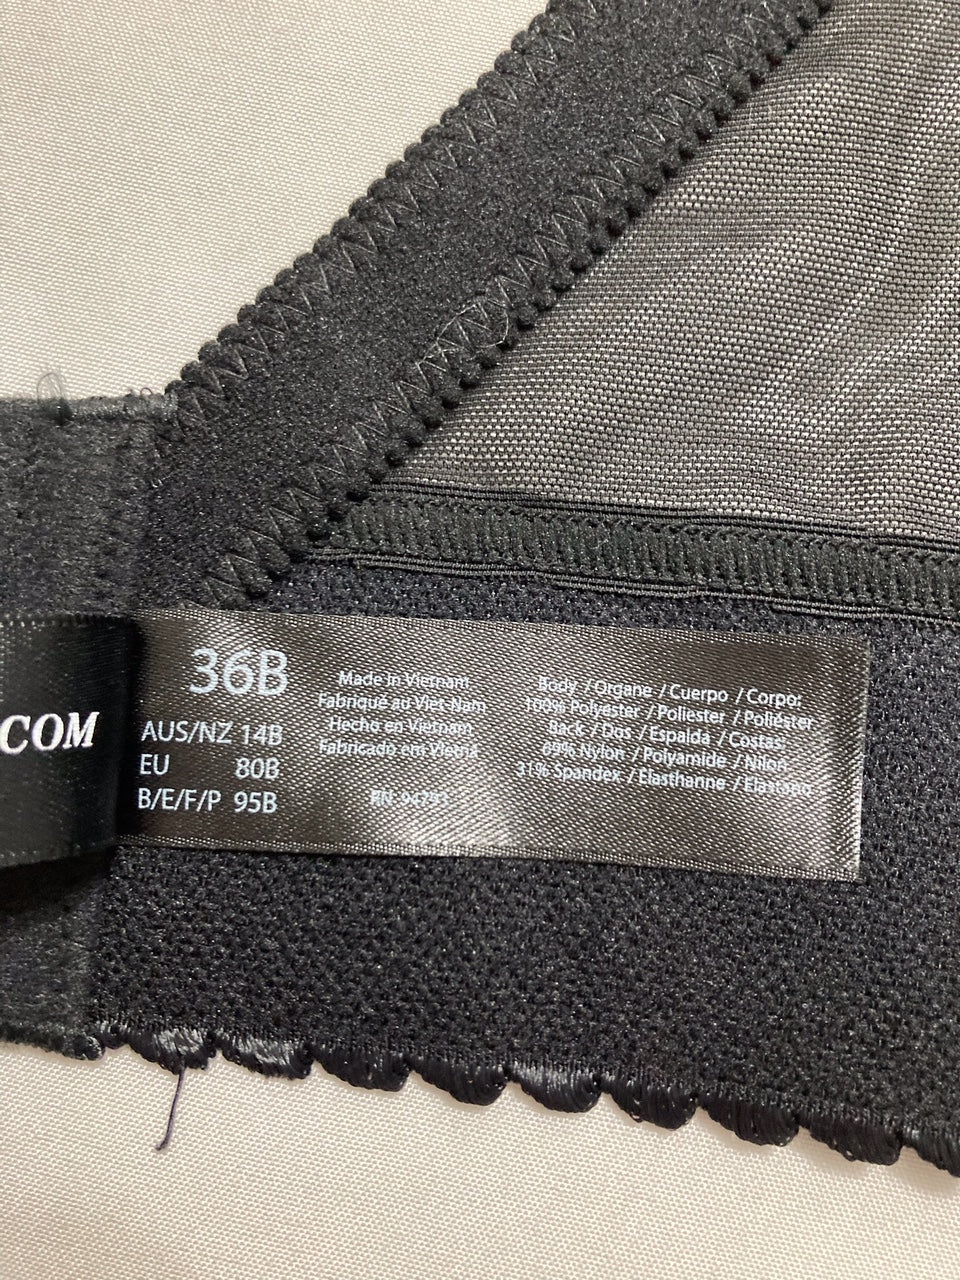 .COM
36B
AUS/NZ 14B
EU 80B
B/E/F/P 95B
Made In Vietnam
Fabriqué au Viet Nam
Hecho en Vietnam
Fabricado em Vietnã
RN 94793
Body / Organe / Cuerpo / Corpo:
100% Polyester / Poliester / Poliéster
Back / Dos / Espalda / Costas:
69% Nylon / Polyamide / Nilón
31% Spandex / Elasthanne / Elastano